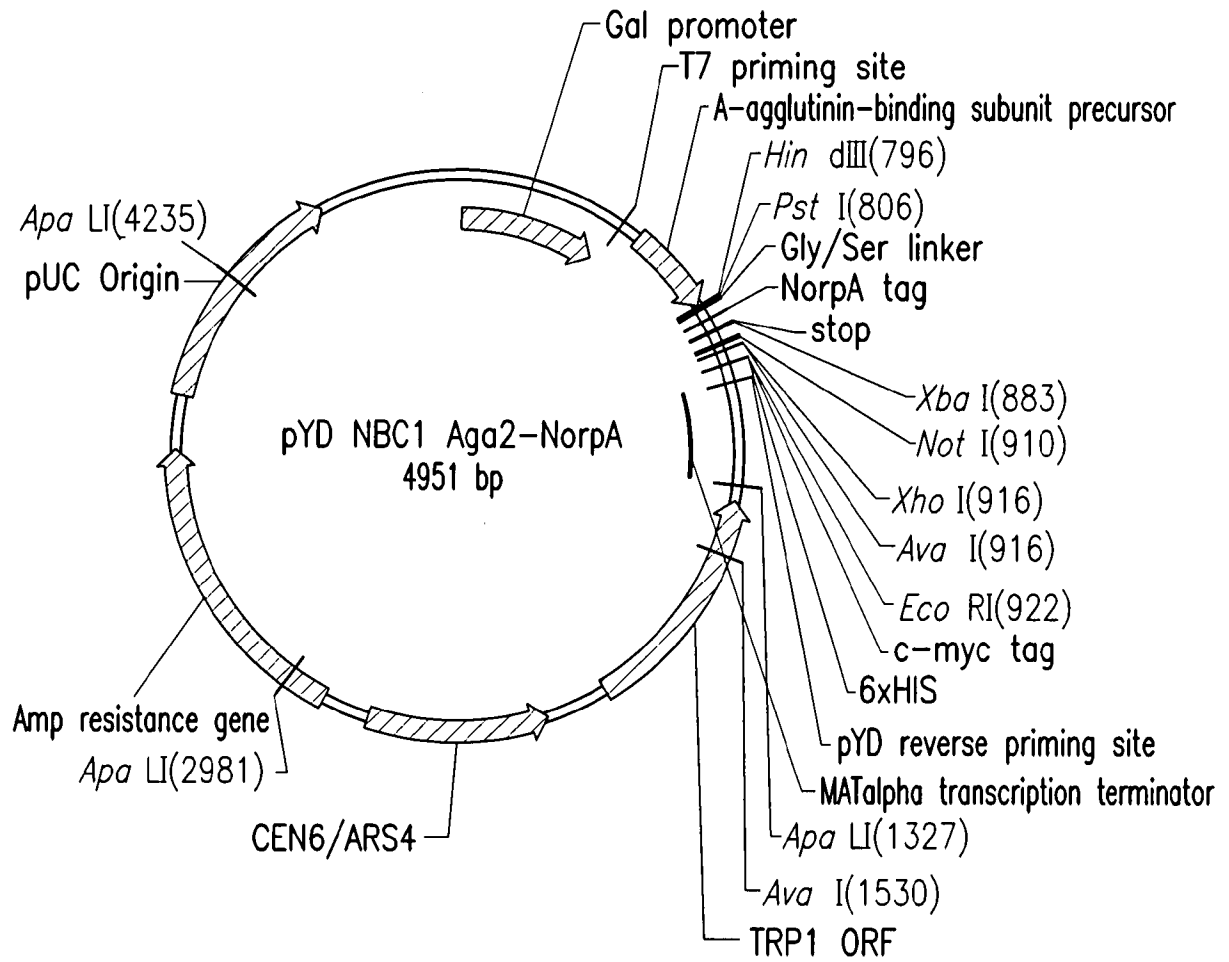 Gal promoter
T7 priming site
A-agglutinin-binding subunit precursor
Hin dIII(796)
Pst I(806)
Gly/Ser linker
NorpA tag
stop
Xba I(883)
Not I(910)
Xho I(916)
Ava I(916)
Eco RI(922)
c-myc tag
6xHIS
pYD reverse priming site
MATalpha transcription terminator
Apa LI(1327)
Ava I(1530)
TRP1 ORF
CEN6/ARS4
Apa LI(2981)
Amp resistance gene
pUC Origin
Apa LI(4235)
pYD NBC1 Aga2-NorpA
4951 bp